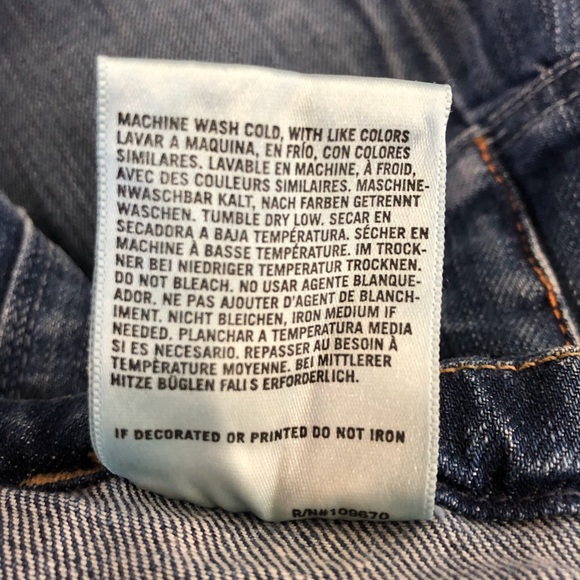 MACHINE WASH COLD, WITH LIKE COLORS
LAVAR A MAQUINA, EN FRÍO, CON COLORES
SIMILARES. LAVABLE EN MACHINE, À FROID,
AVEC DES COULEURS SIMILAIRES. MASCHINE-
NWASCHBAR KALT, NACH FARBEN GETRENNT
WASCHEN. TUMBLE DRY LOW. SECAR EN
SECADORA A BAJA TEMPÉRATURA. SÉCHER EN
MACHINE À BASSE TEMPÉRATURE. IM TROCK-
NER BEI NIEDRIGER TEMPERATUR TROCKNEN.
DO NOT BLEACH. NO USAR AGENTE BLANQUE-
ADOR. NE PAS AJOUTER D'AGENT DE BLANCH-
IMENT. NICHT BLEICHEN, IRON MEDIUM IF
NEEDED. PLANCHAR A TEMPERATURA MEDIA
SI ES NECESARIO. REPASSER AU BESOIN À
TEMPÉRATURE MOYENNE. BEI MITTLERER
HITZE BÜGLEN FALLS ERFORDERLICH.
IF DECORATED OR PRINTED DO NOT IRON
R/N#109670